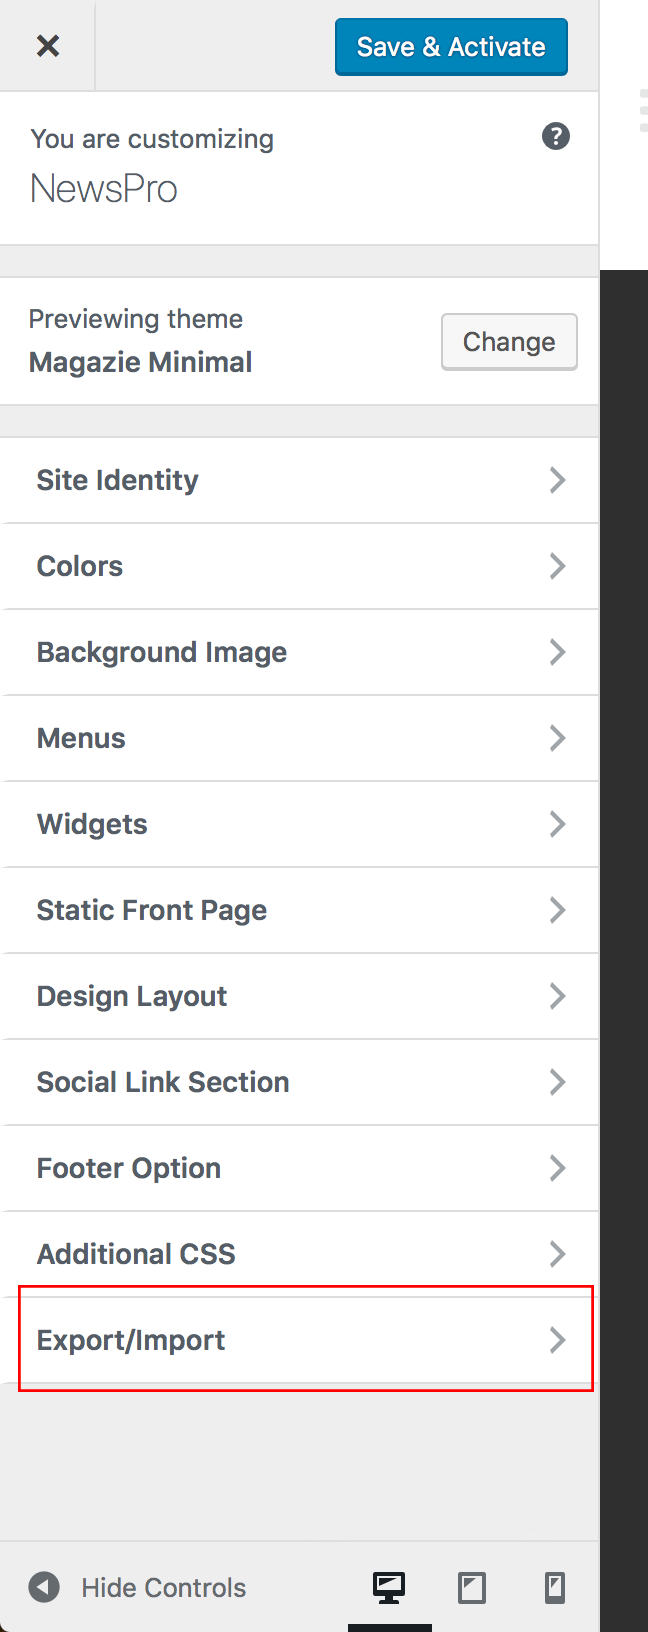 Save & Activate
You are customizing
NewsPro
Previewing theme
Magazie Minimal
Change
Site Identity
Colors
Background Image
Menus
Widgets
Static Front Page
Design Layout
Social Link Section
Footer Option
Additional CSS
Export/Import
Hide Controls